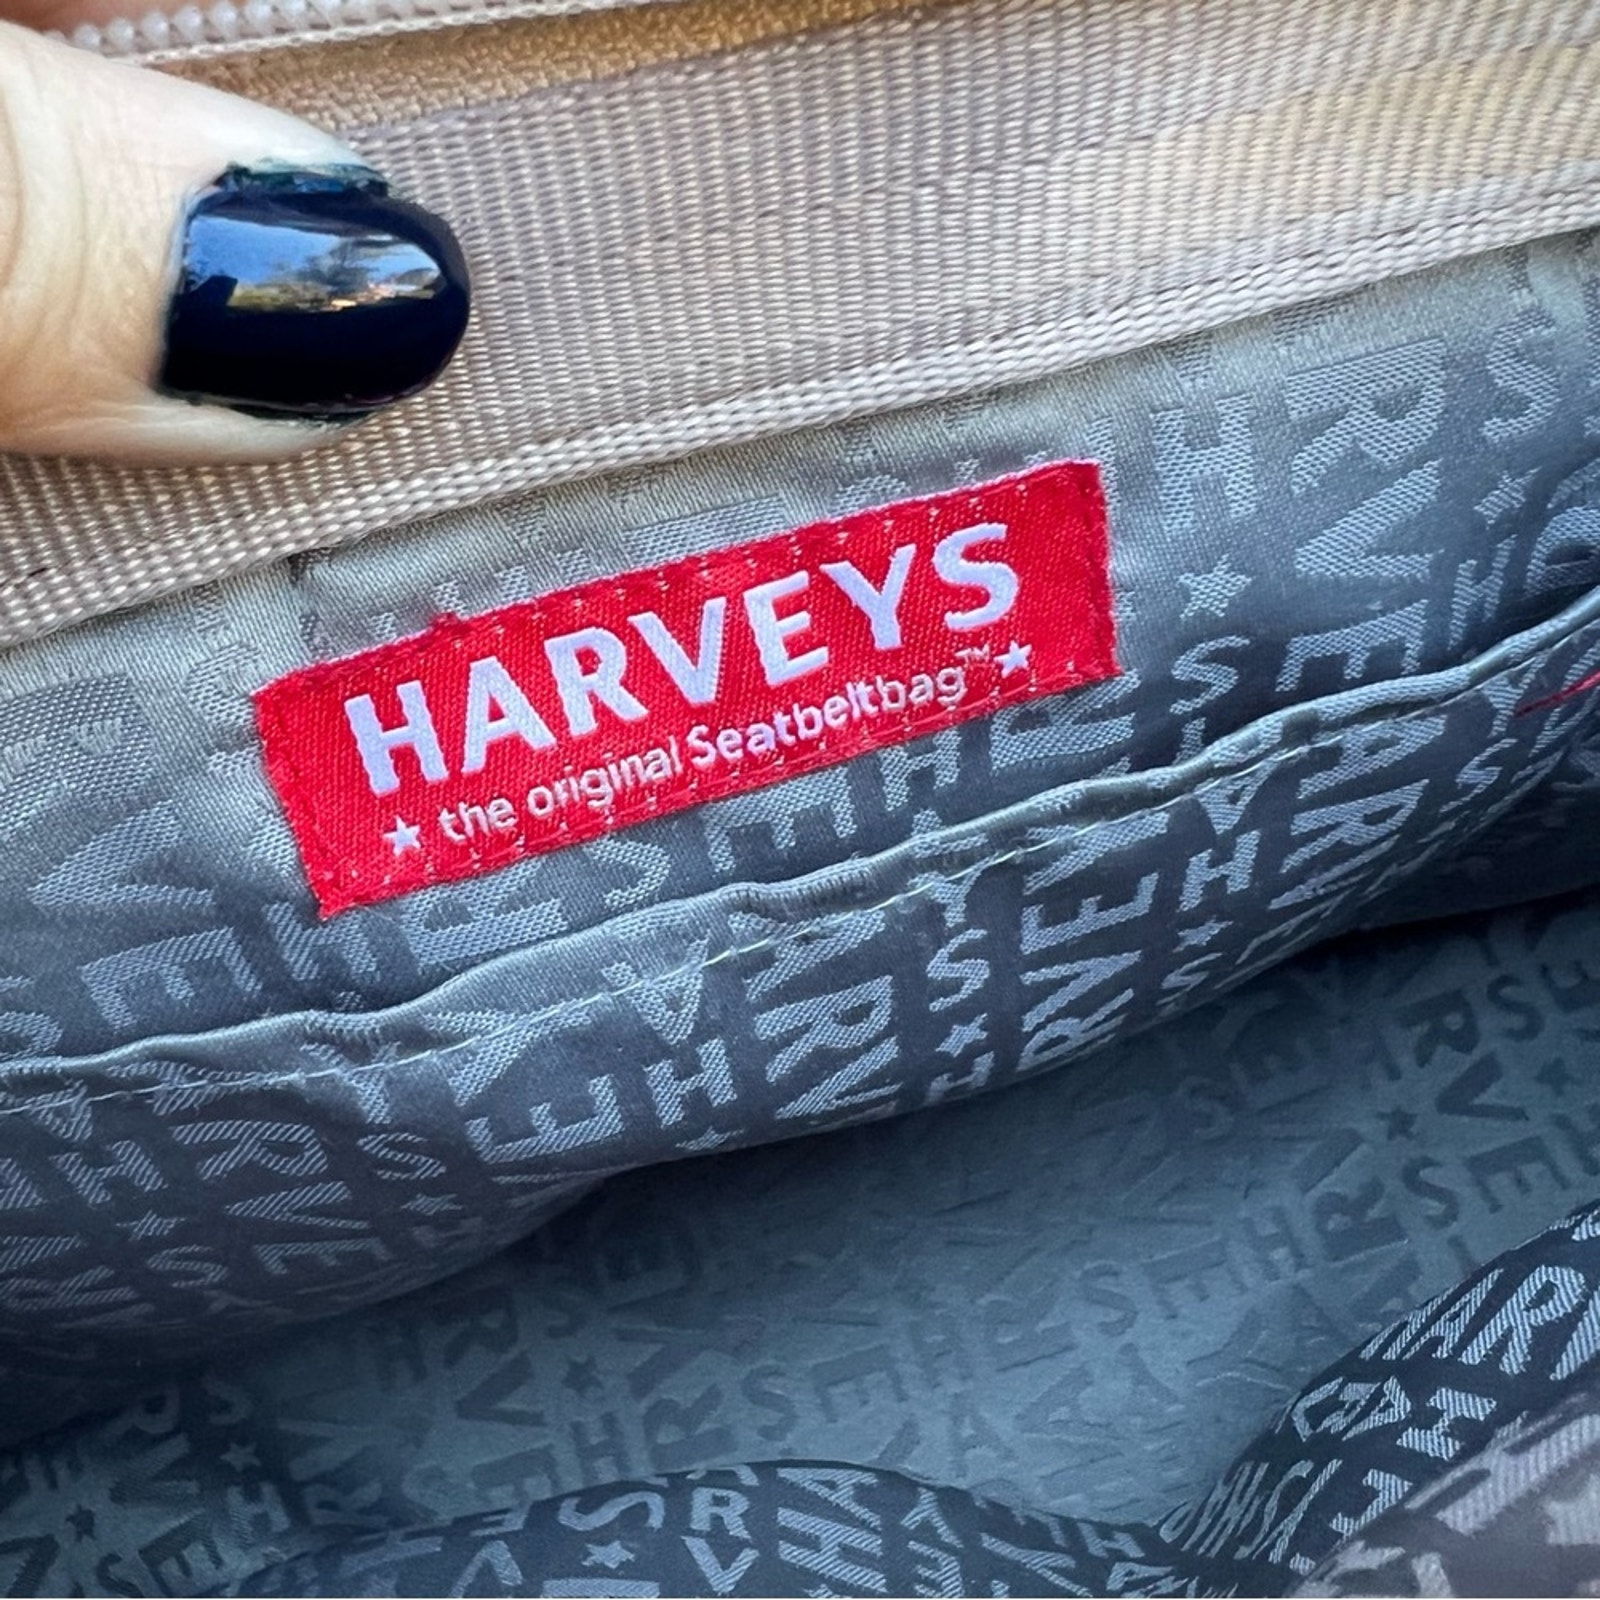 HARVEYS
★ the original Seatbeltbag™ ★